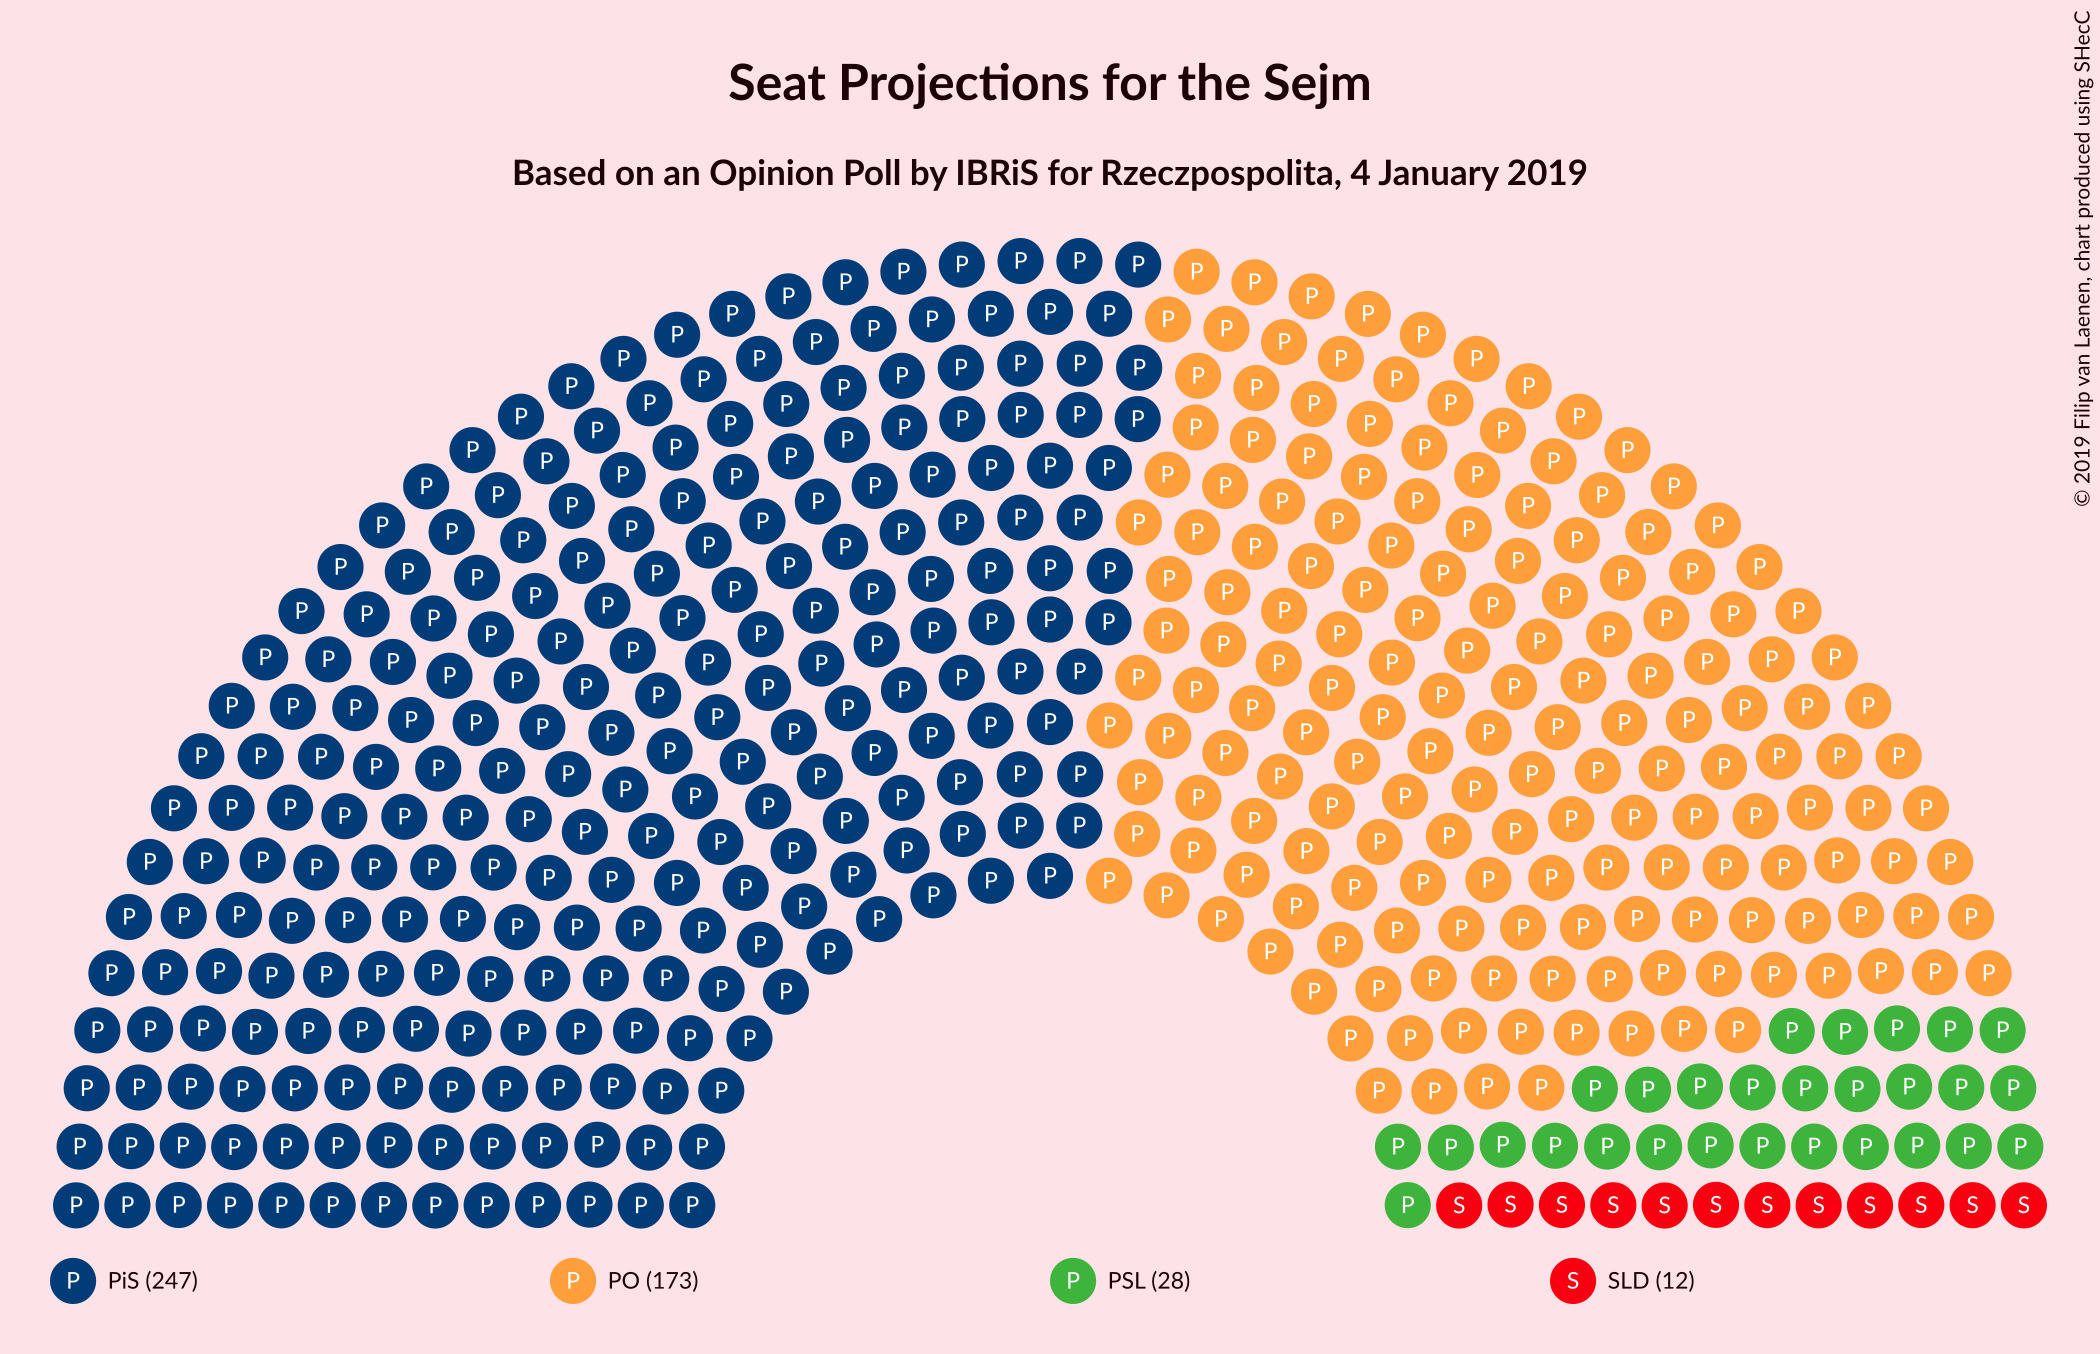 Seat Projections for the Sejm
Based on an Opinion Poll by IBRiS for Rzeczpospolita, 4 January 2019
© 2019 Filip van Laenen, chart produced using SHecC
P PiS (247)
P PO (173)
P PSL (28)
S SLD (12)